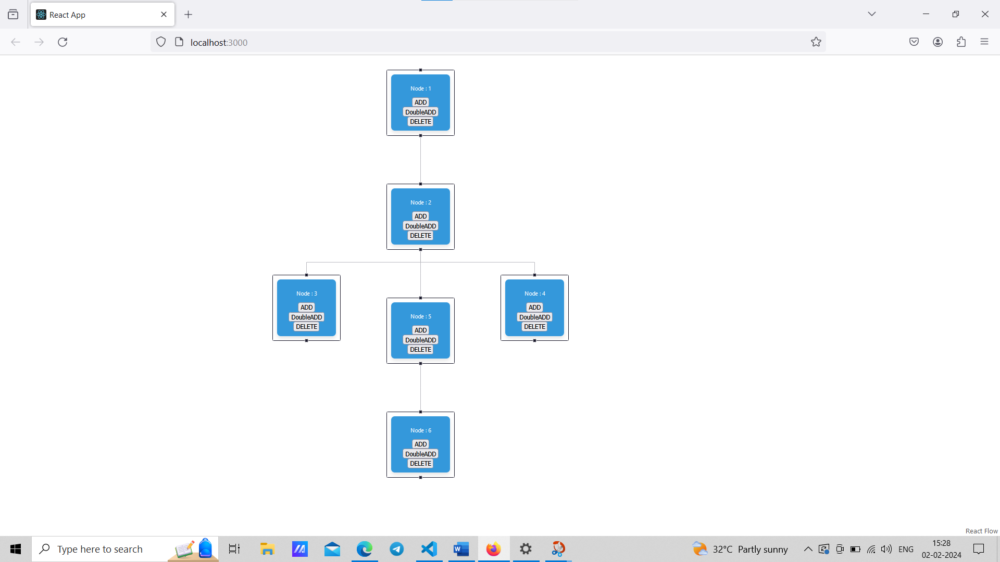 React App
localhost:3000
Node : 1
ADD
DoubleADD
DELETE
Node : 2
ADD
DoubleADD
DELETE
Node : 3
ADD
DoubleADD
DELETE
Node : 5
ADD
DoubleADD
DELETE
Node : 4
ADD
DoubleADD
DELETE
Node : 6
ADD
DoubleADD
DELETE
React Flow
Type here to search
32°C Partly sunny
ENG
15:28
02-02-2024